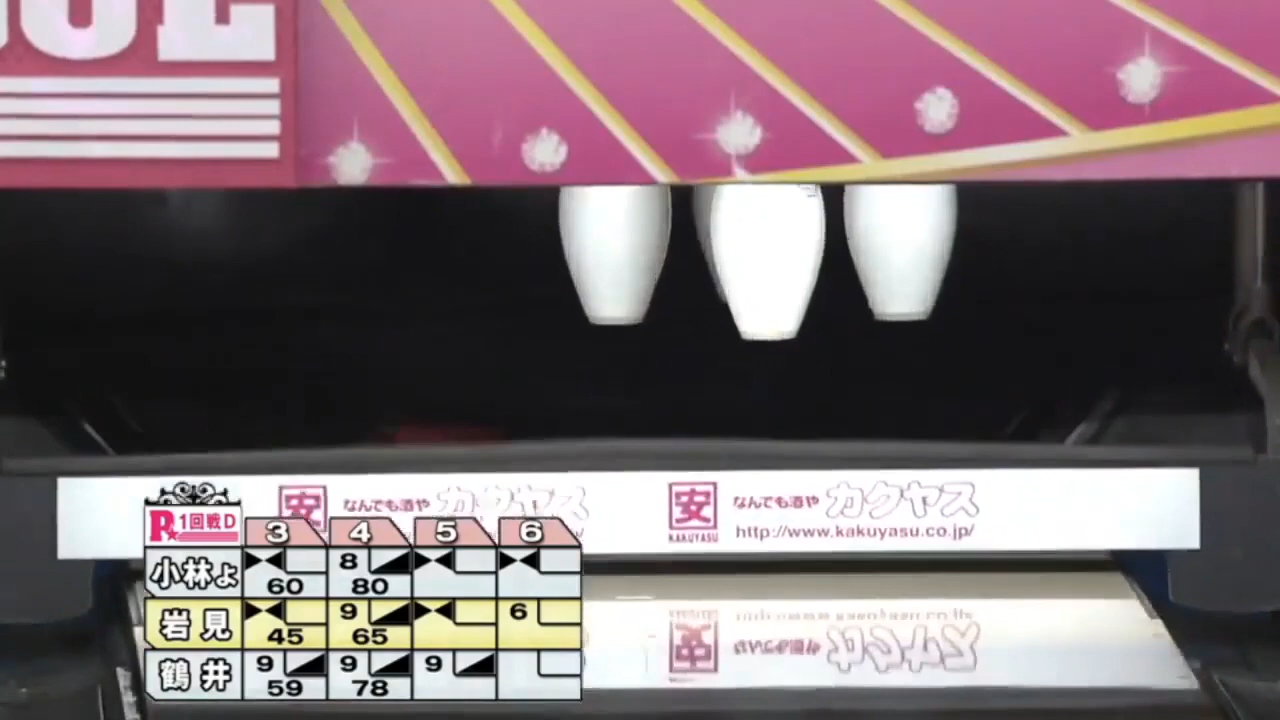 安 なんでも酒や カクヤス
安 なんでも酒や カクヤス
KAKUYASU http://www.kakuyasu.co.jp/
R★1回戦D 3 4 5 6
小林よ 8
60 80
岩見 9 6
45 65
鶴井 9 9 9
59 78